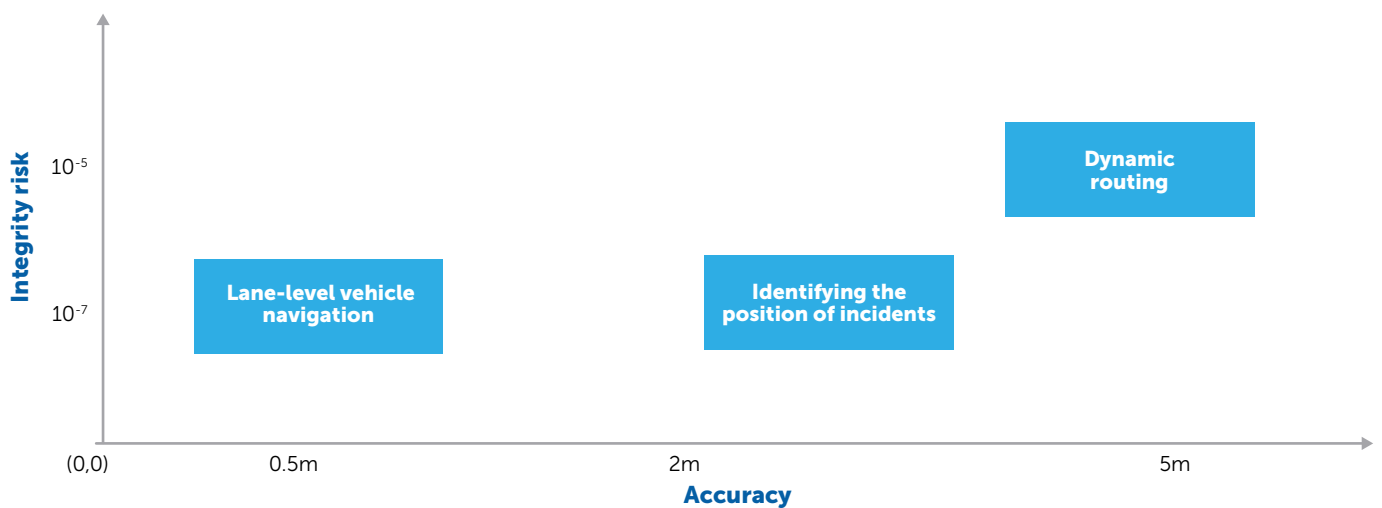 Integrity risk
10-5
10-7
Dynamic
routing
Lane-level vehicle
navigation
Identifying the
position of incidents
(0,0)
0.5m
2m
5m
Accuracy